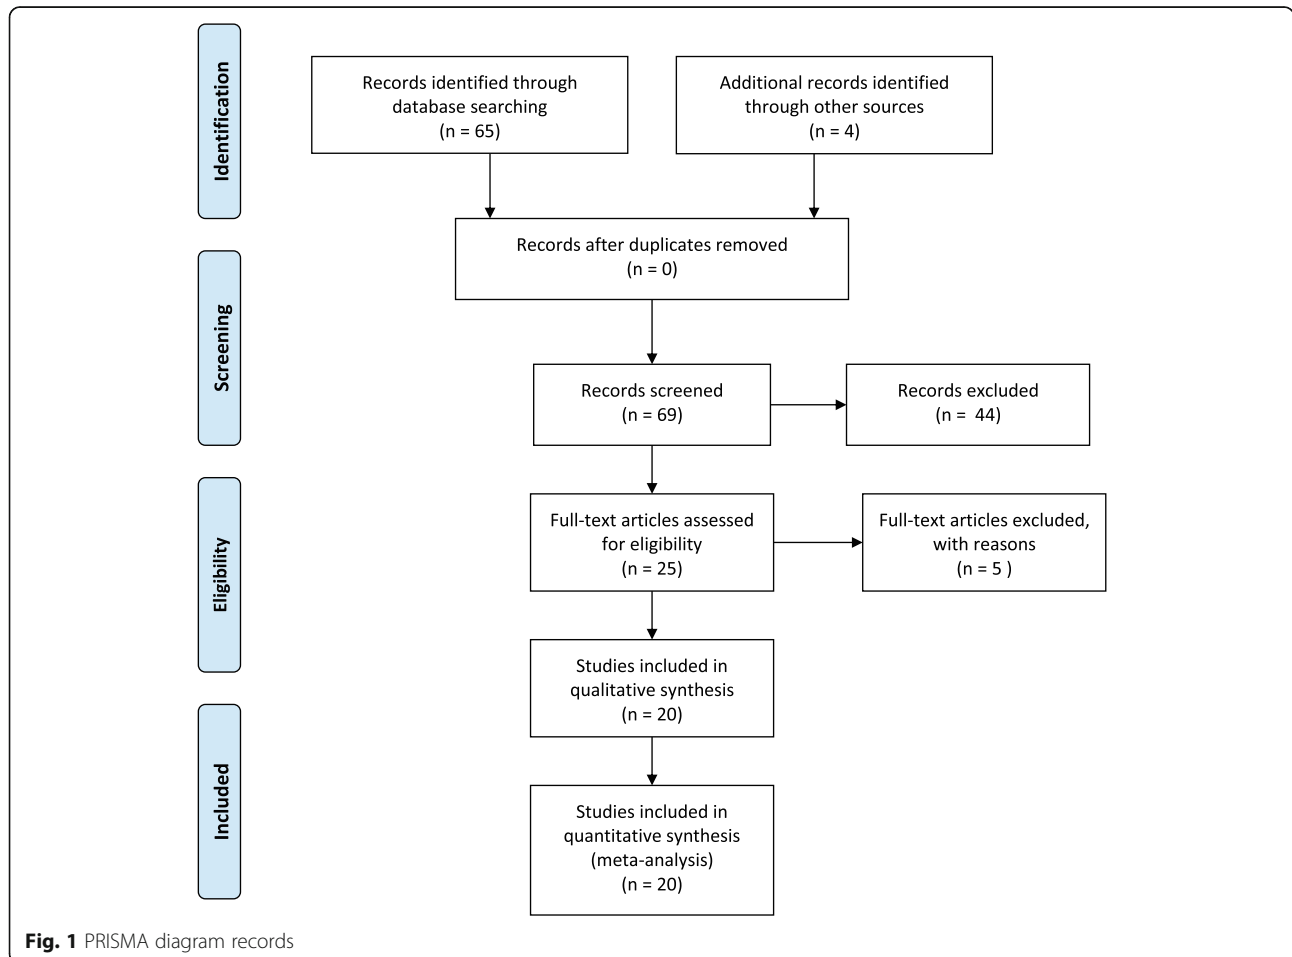 Identification
Records identified through
database searching
(n = 65)
Additional records identified
through other sources
(n = 4)
Records after duplicates removed
(n = 0)
Screening
Records screened
(n = 69)
Records excluded
(n =  44)
Eligibility
Full-text articles assessed
for eligibility
(n = 25)
Full-text articles excluded,
with reasons
(n = 5 )
Studies included in
qualitative synthesis
(n = 20)
Included
Studies included in
quantitative synthesis
(meta-analysis)
(n = 20)
Fig. 1 PRISMA diagram records